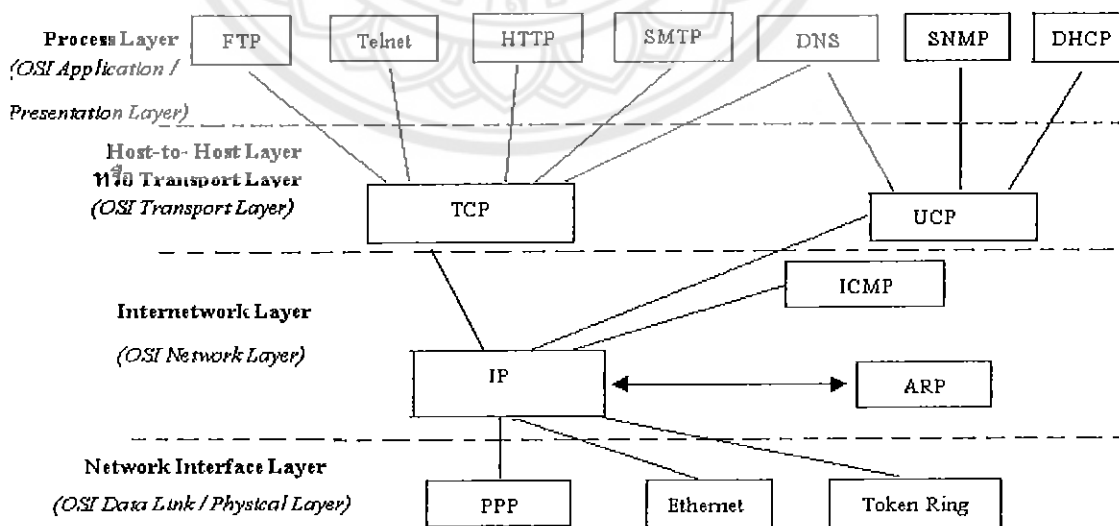 Process Layer
(OSI Application /
Presentation Layer)
FTP
Telnet
HTTP
SMTP
DNS
SNMP
DHCP
Host-to- Host Layer
หรือ Transport Layer
(OSI Transport Layer)
TCP
UCP
Internetwork Layer
(OSI Network Layer)
ICMP
IP
ARP
Network Interface Layer
(OSI Data Link / Physical Layer)
PPP
Ethernet
Token Ring